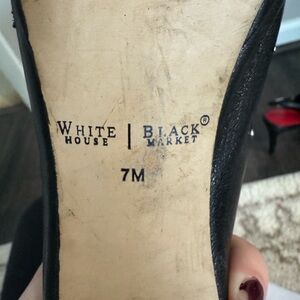 WHITE | BLACK®
HOUSE MARKET
7M